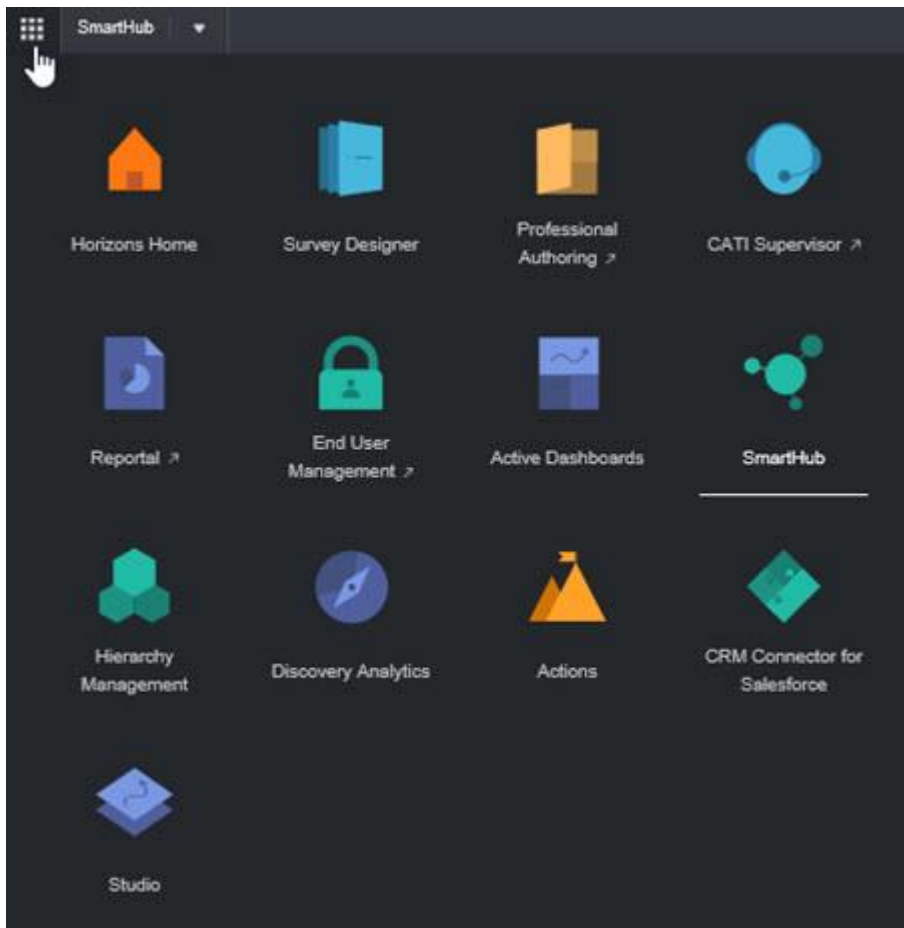 SmartHub
Horizons Home
Survey Designer
Professional
Authoring ↗
CATI Supervisor ↗
Reportal ↗
End User
Management ↗
Active Dashboards
SmartHub
Hierarchy
Management
Discovery Analytics
Actions
CRM Connector for
Salesforce
Studio